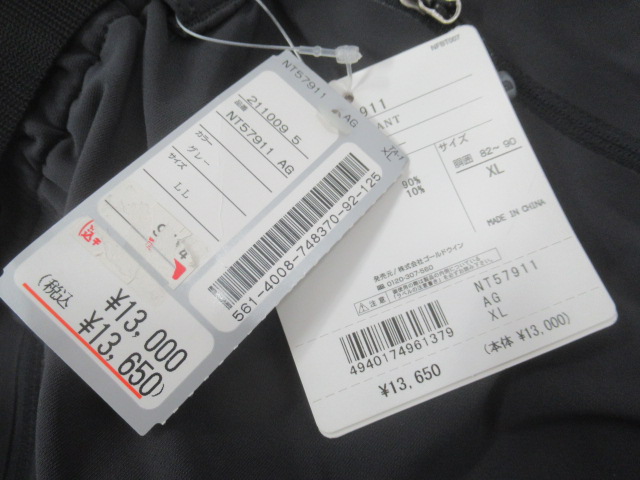 NT57911 AG XL
品番 211009 5
NT57911 AG
カラー グレー
サイズ LL
561-4008-748370-92-125
¥13,000
(税込 ¥13,650)
911
ANT
サイズ
胴囲 82～90
XL
90%
10%
MADE IN CHINA
発売元/株式会社ゴールドウイン
0120-307-560
注意
NT57911
AG
XL
4940174961379
¥13,650
(本体 ¥13,000)